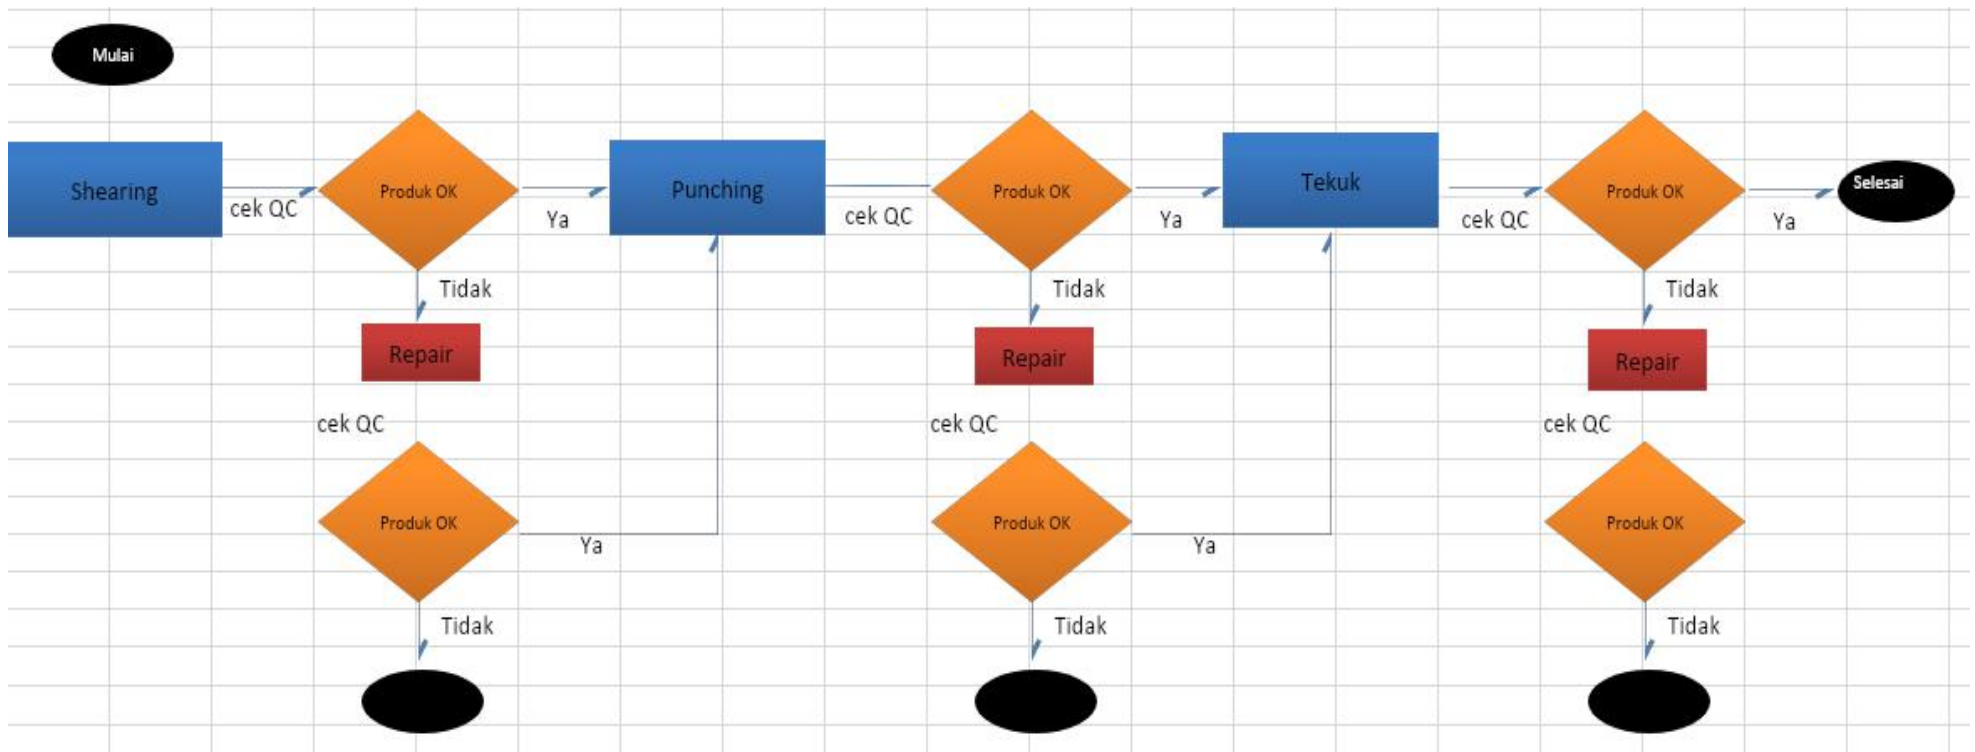 Mulai
Shearing
cek QC
Produk OK
Ya
Punching
cek QC
Produk OK
Ya
Tekuk
cek QC
Produk OK
Ya
Selesai
Tidak
Tidak
Tidak
Repair
Repair
Repair
cek QC
cek QC
cek QC
Produk OK
Ya
Produk OK
Ya
Produk OK
Tidak
Tidak
Tidak